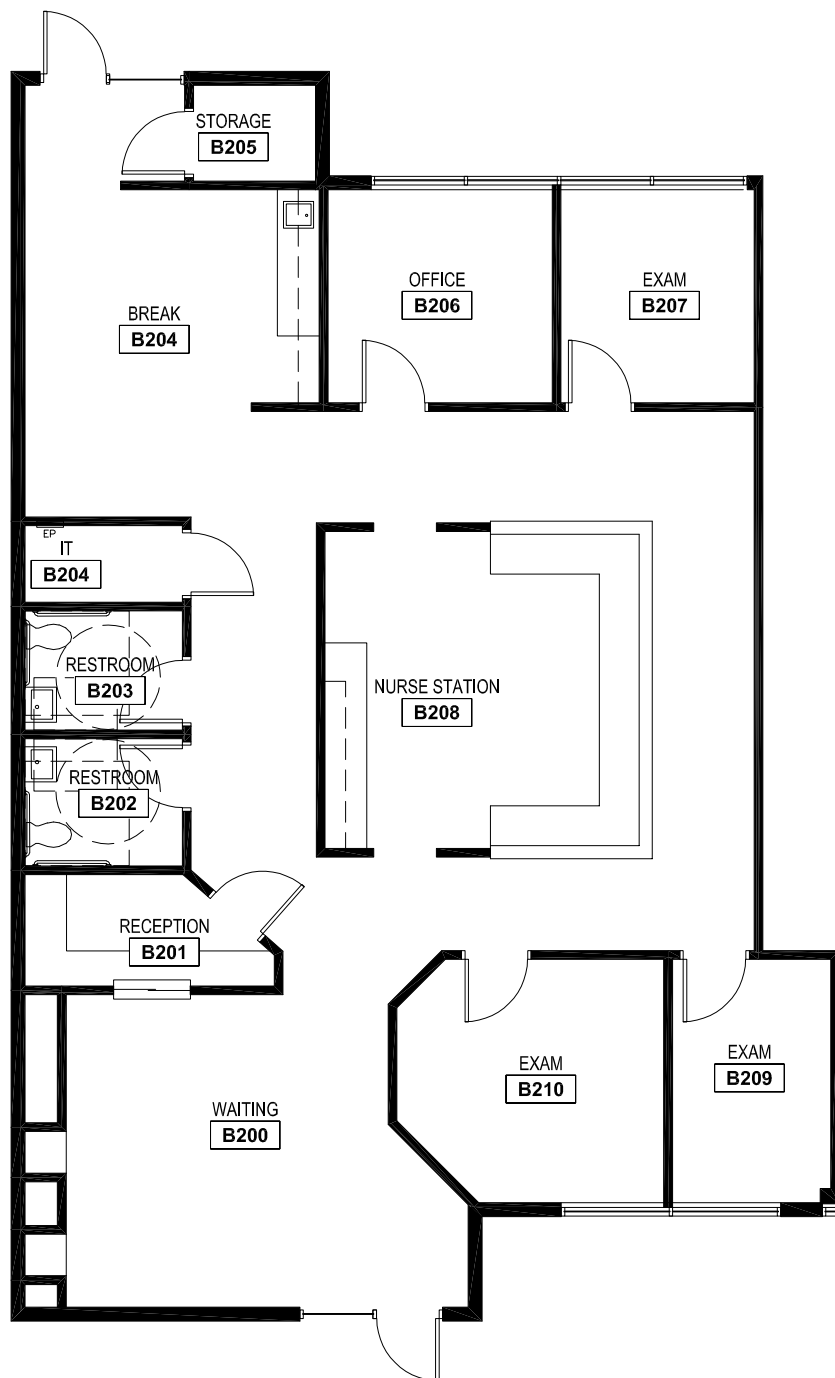 STORAGE
B205
OFFICE
B206
EXAM
B207
BREAK
B204
EP
IT
B204
RESTROOM
B203
NURSE STATION
B208
RESTROOM
B202
RECEPTION
B201
EXAM
B210
EXAM
B209
WAITING
B200